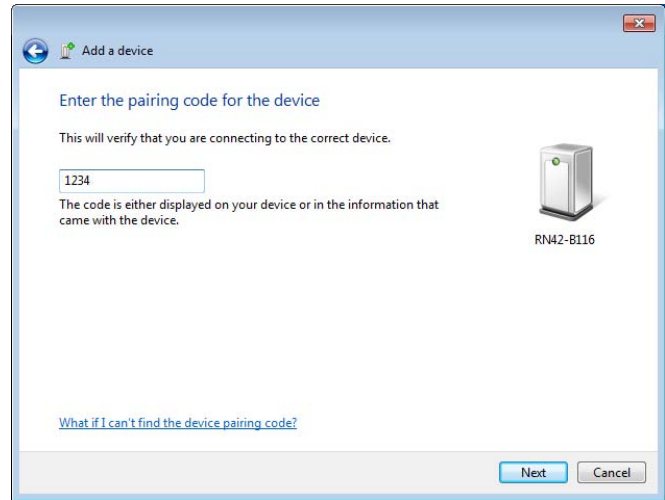 Add a device
Enter the pairing code for the device
This will verify that you are connecting to the correct device.
1234
The code is either displayed on your device or in the information that
came with the device.
RN42-B116
What if I can't find the device pairing code?
Next
Cancel